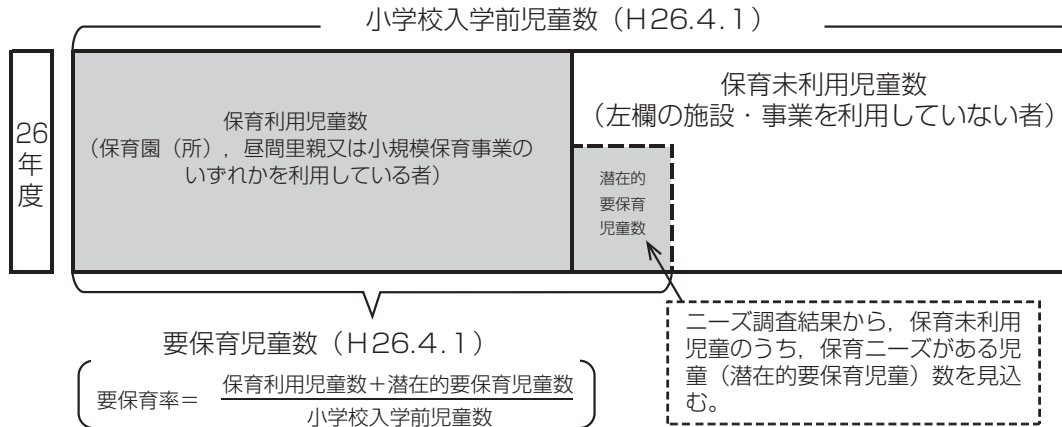 小学校入学前児童数（H26.4.1）
26年度
保育利用児童数
（保育園（所），昼間里親又は小規模保育事業の
いずれかを利用している者）
保育未利用児童数
（左欄の施設・事業を利用していない者）
潜在的
要保育
児童数
要保育児童数（H26.4.1）
要保育率＝ 保育利用児童数＋潜在的要保育児童数
小学校入学前児童数
ニーズ調査結果から，保育未利用
児童のうち，保育ニーズがある児
童（潜在的要保育児童）数を見込
む。